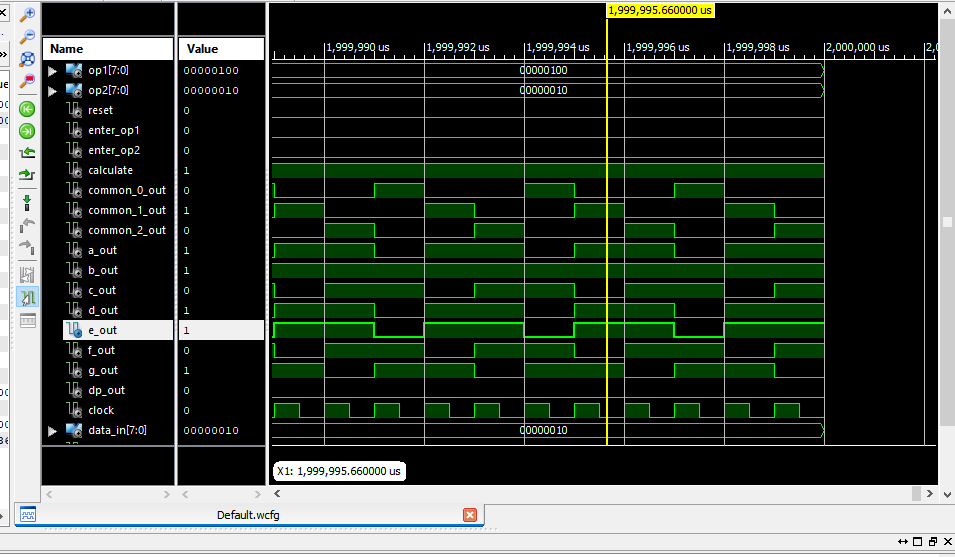 1,999,995.660000 us
Name Value
1,999,990 us 1,999,992 us 1,999,994 us 1,999,996 us 1,999,998 us 2,000,000 us 2,0
op1[7:0] 00000100 00000100
op2[7:0] 00000010 00000010
reset 0
enter_op1 0
enter_op2 0
calculate 1
common_0_out 0
common_1_out 1
common_2_out 0
a_out 1
b_out 1
c_out 0
d_out 1
e_out 1
f_out 0
g_out 1
dp_out 0
clock 0
data_in[7:0] 00000010 00000010
X1: 1,999,995.660000 us
Default.wcfg